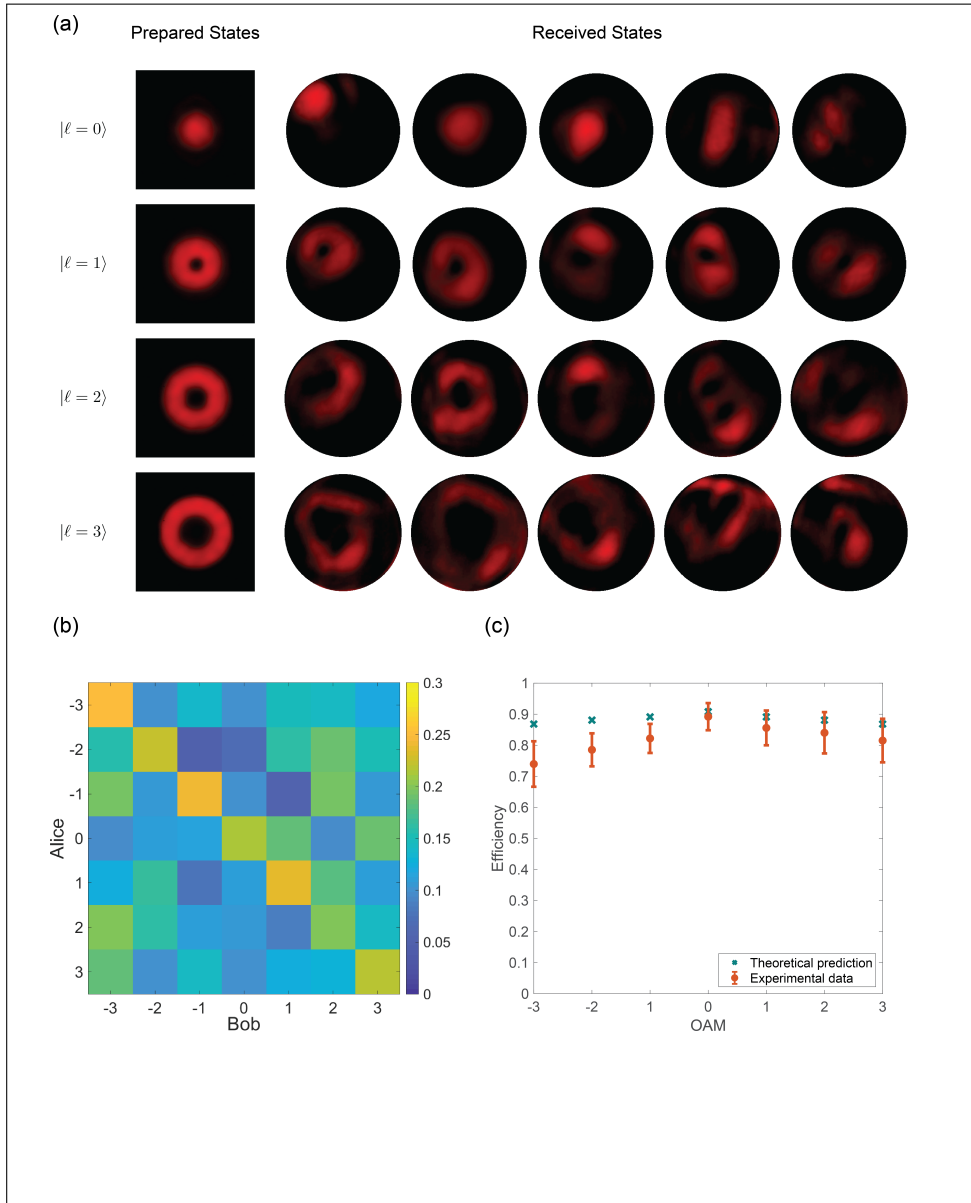 (a)
Prepared States
Received States
|ℓ = 0⟩
|ℓ = 1⟩
|ℓ = 2⟩
|ℓ = 3⟩
(b)
Alice
-3
-2
-1
0
1
2
3
-3 -2 -1 0 1 2 3
Bob
0.3
0.25
0.2
0.15
0.1
0.05
0
(c)
Efficiency
1
0.9
0.8
0.7
0.6
0.5
0.4
0.3
0.2
0.1
0
Theoretical prediction
Experimental data
-3 -2 1 0 1 2 3
OAM